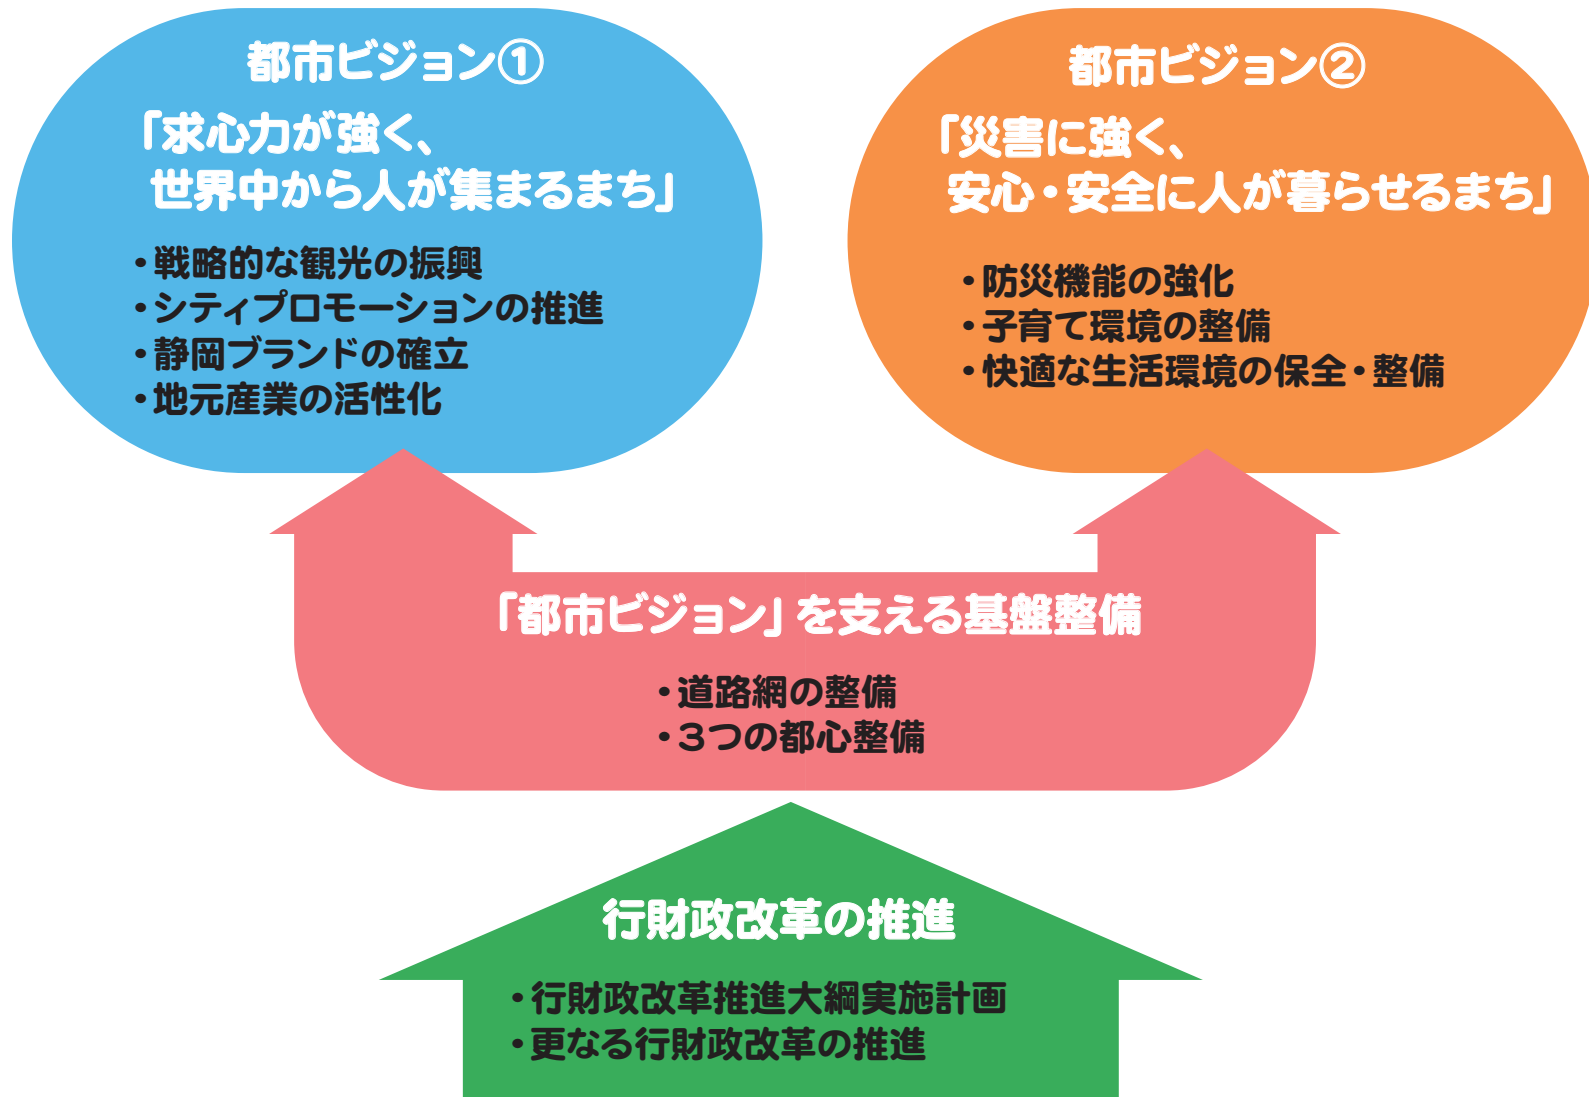 都市ビジョン①
「求心力が強く、
世界中から人が集まるまち」
・戦略的な観光の振興
・シティプロモーションの推進
・静岡ブランドの確立
・地元産業の活性化
都市ビジョン②
「災害に強く、
安心・安全に人が暮らせるまち」
・防災機能の強化
・子育て環境の整備
・快適な生活環境の保全・整備
「都市ビジョン」を支える基盤整備
・道路網の整備
・３つの都心整備
行財政改革の推進
・行財政改革推進大綱実施計画
・更なる行財政改革の推進